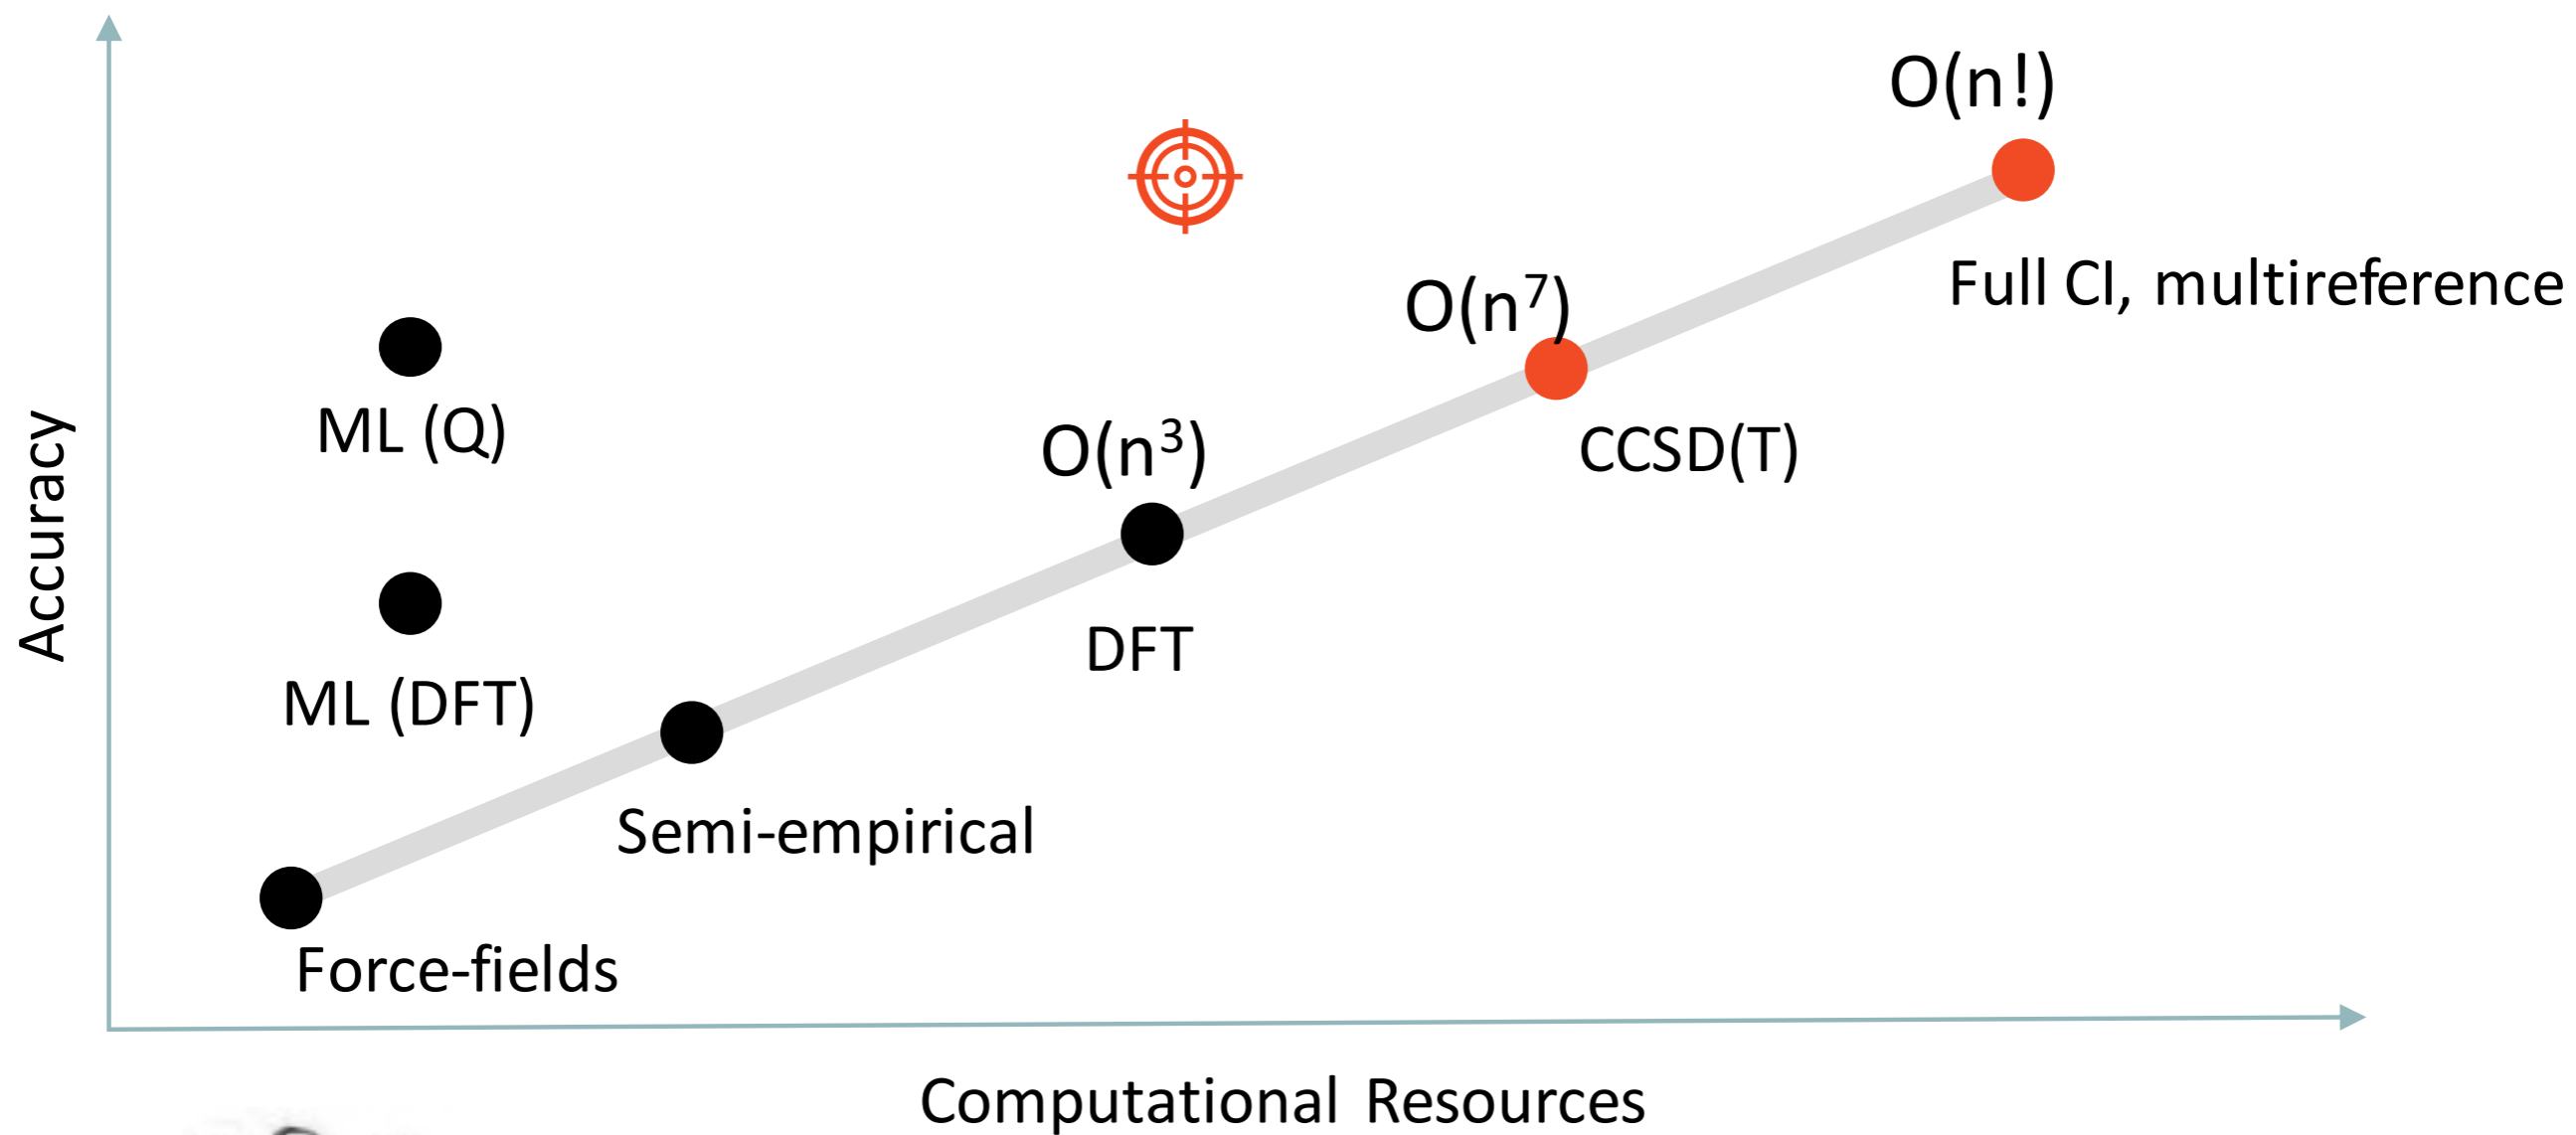 O(n!)
Full CI, multireference
O(n⁷)
ML (Q)
CCSD(T)
O(n³)
Accuracy
DFT
ML (DFT)
Semi-empirical
Force-fields
Computational Resources